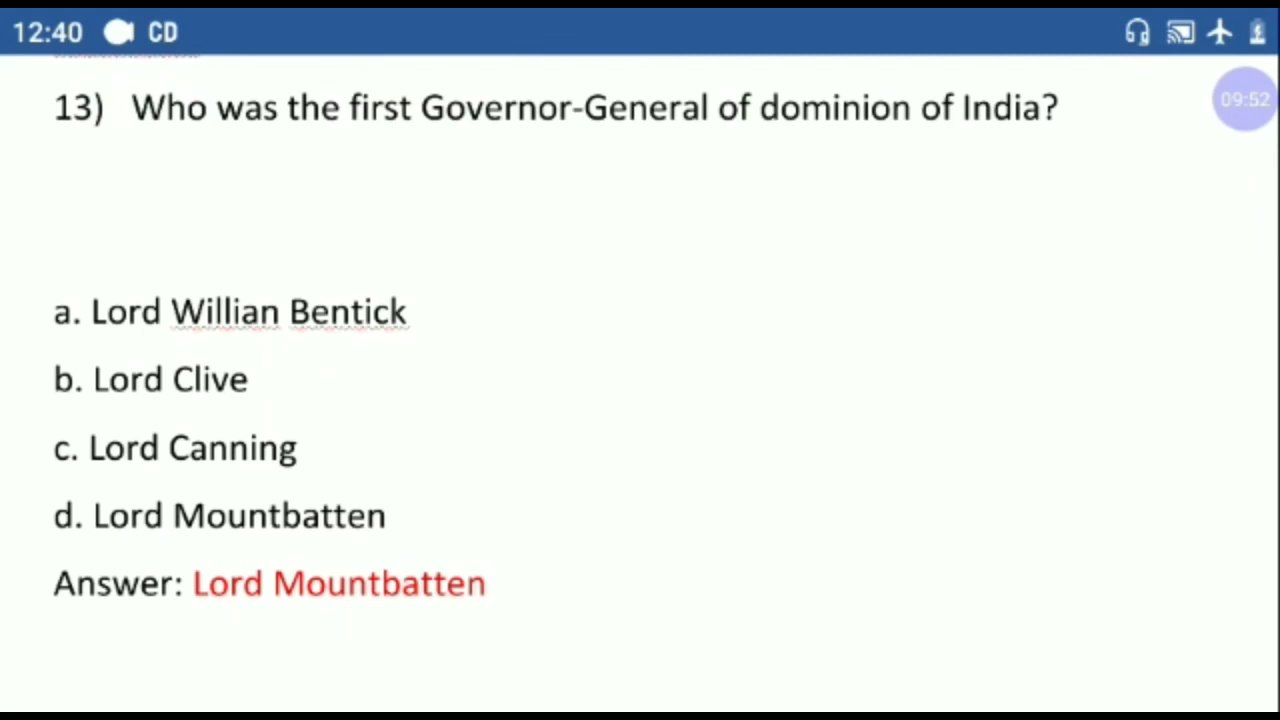 12:40 CD
09:52
13) Who was the first Governor-General of dominion of India?
a. Lord Willian Bentick
b. Lord Clive
c. Lord Canning
d. Lord Mountbatten
Answer: Lord Mountbatten